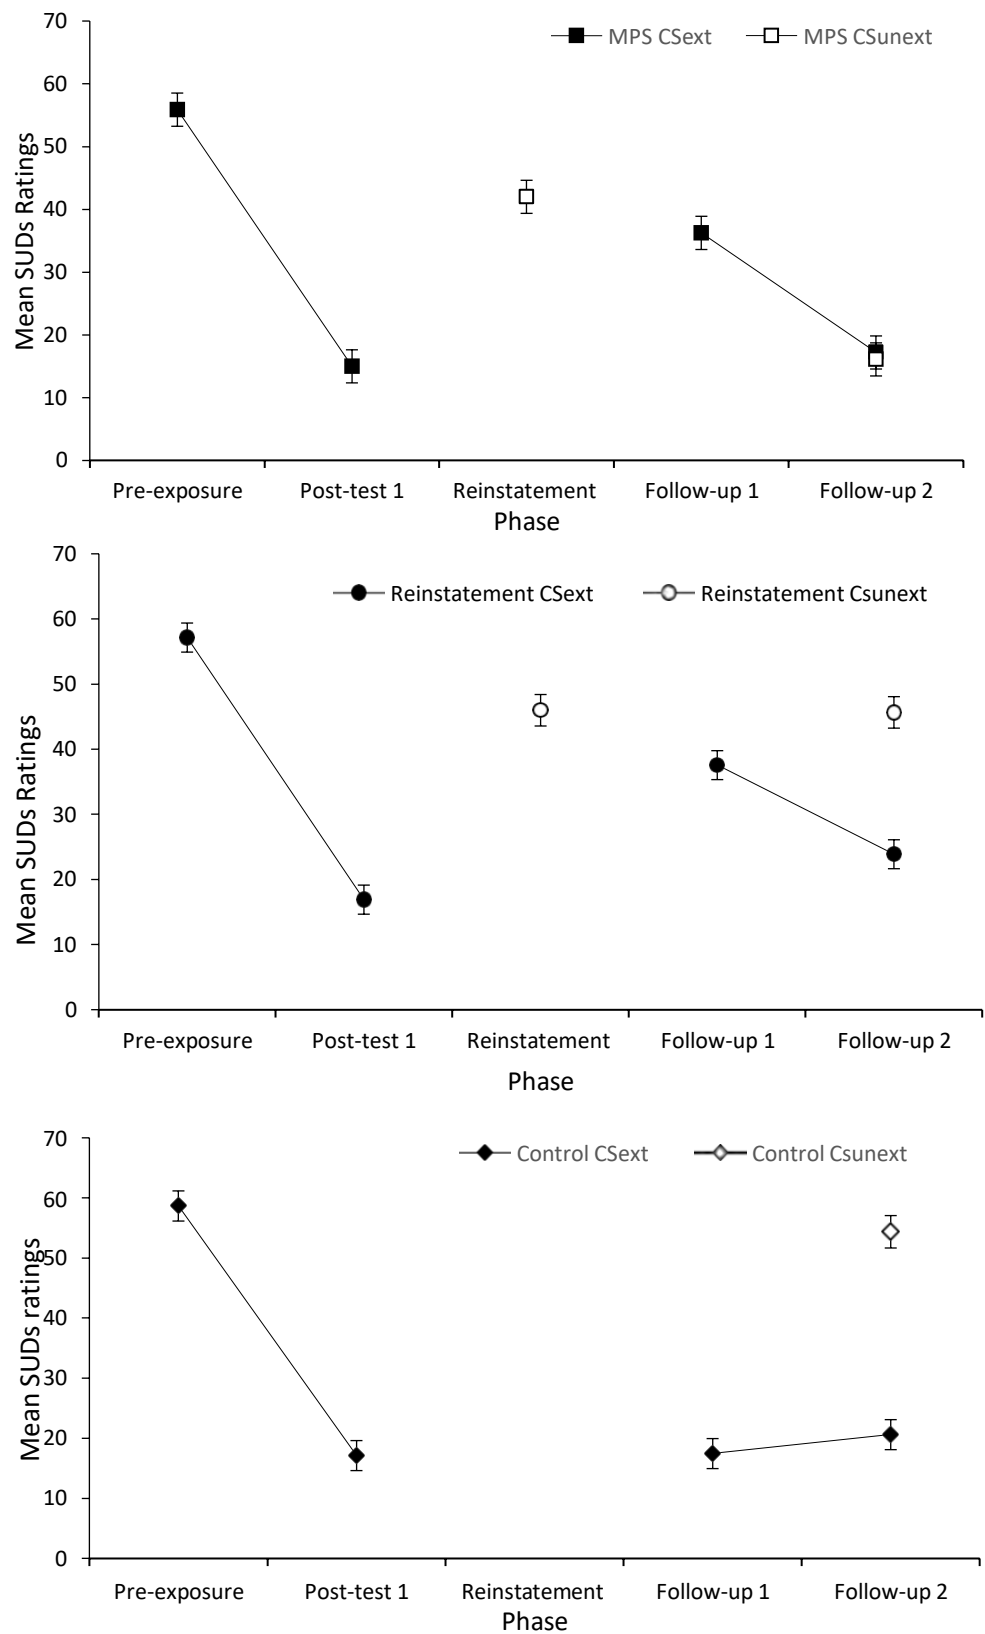 70
MPS CSext MPS CSunext
60
50
40
30
20
10
0
Mean SUDs Ratings
Pre-exposure Post-test 1 Reinstatement Follow-up 1 Follow-up 2
Phase
70
Reinstatement CSext Reinstatement Csunext
60
50
40
30
20
10
0
Mean SUDs Ratings
Pre-exposure Post-test 1 Reinstatement Follow-up 1 Follow-up 2
Phase
70
Control CSext Control Csunext
60
50
40
30
20
10
0
Mean SUDs ratings
Pre-exposure Post-test 1 Reinstatement Follow-up 1 Follow-up 2
Phase